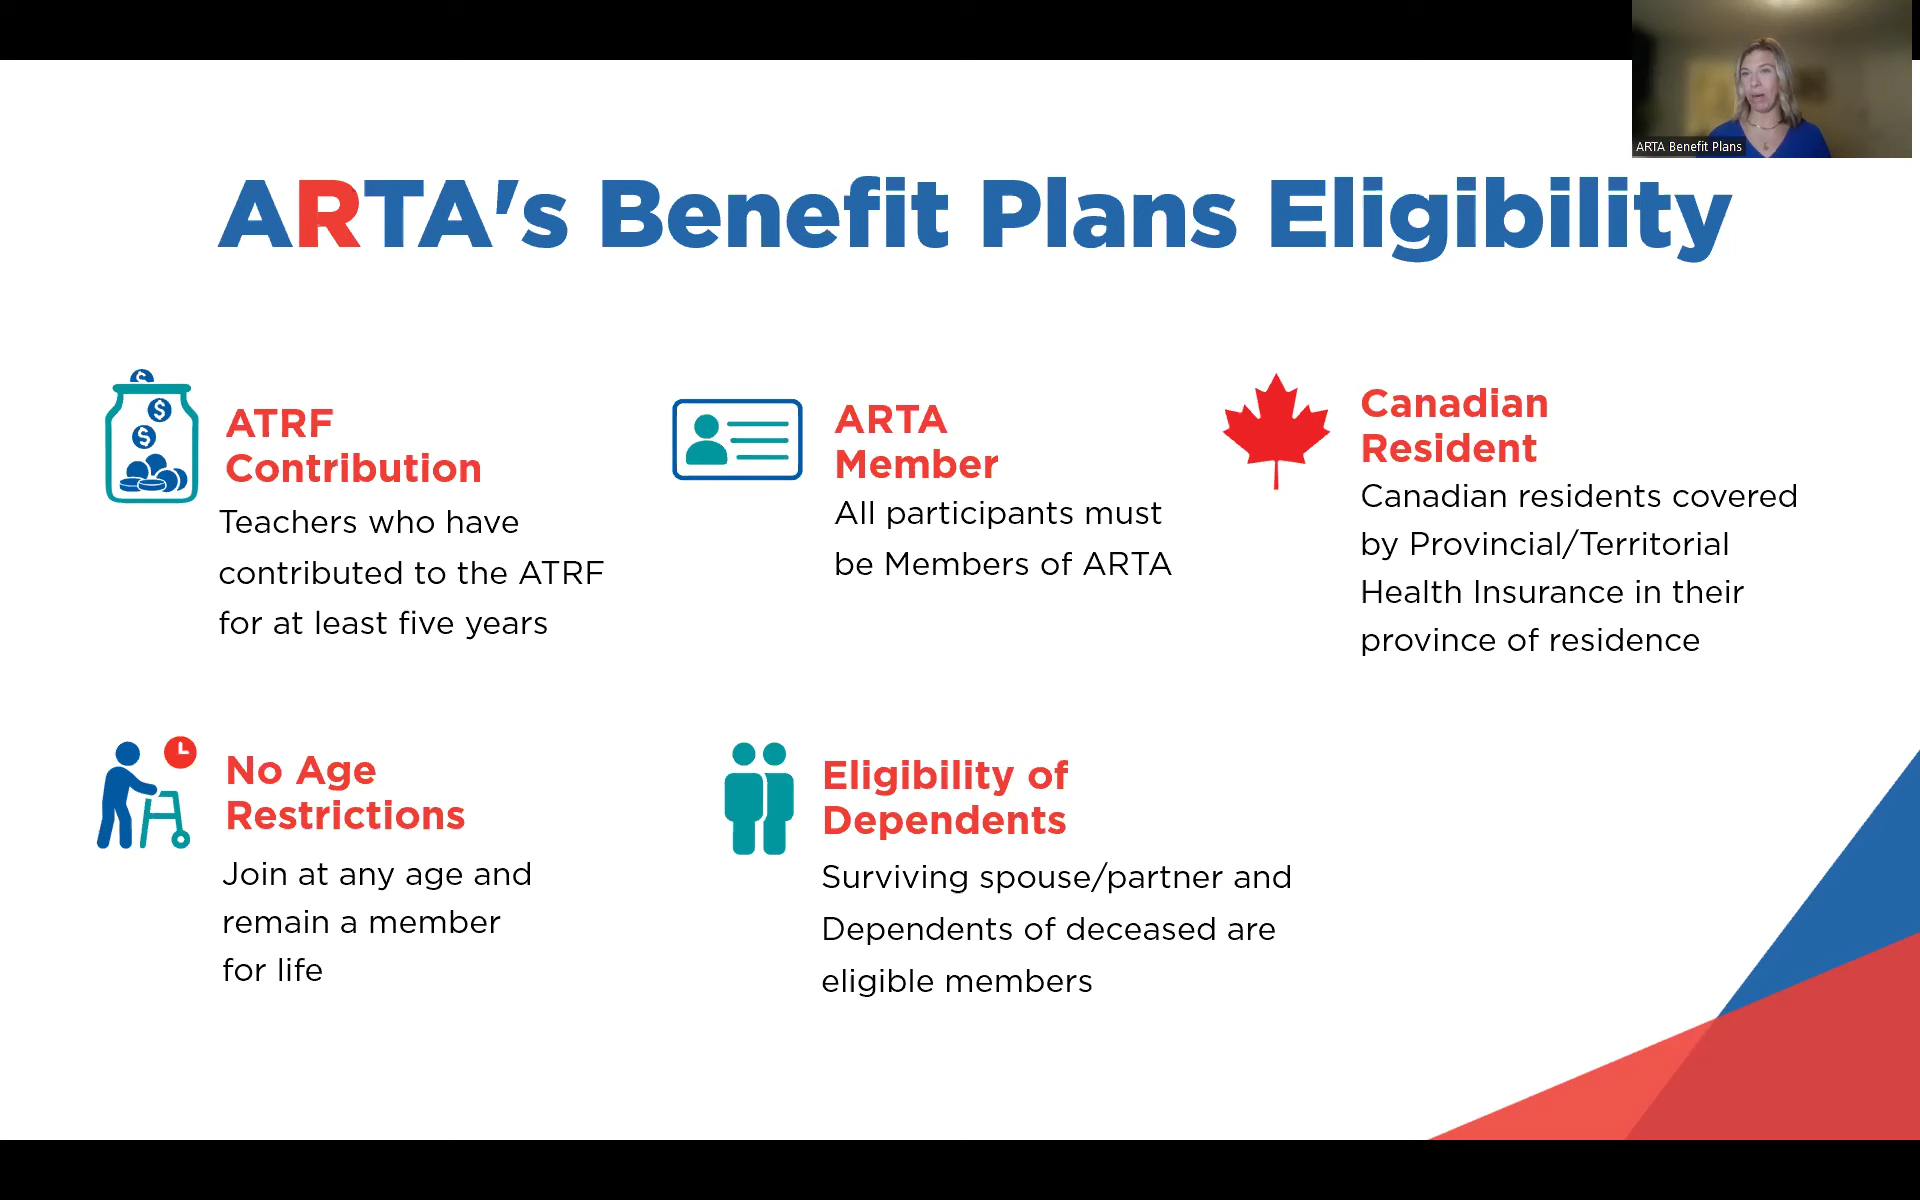 ARTA Benefit Plans
ARTA's Benefit Plans Eligibility
$
$
$
ATRF
Contribution
Teachers who have
contributed to the ATRF
for at least five years
ARTA
Member
All participants must
be Members of ARTA
Canadian
Resident
Canadian residents covered
by Provincial/Territorial
Health Insurance in their
province of residence
No Age
Restrictions
Join at any age and
remain a member
for life
Eligibility of
Dependents
Surviving spouse/partner and
Dependents of deceased are
eligible members